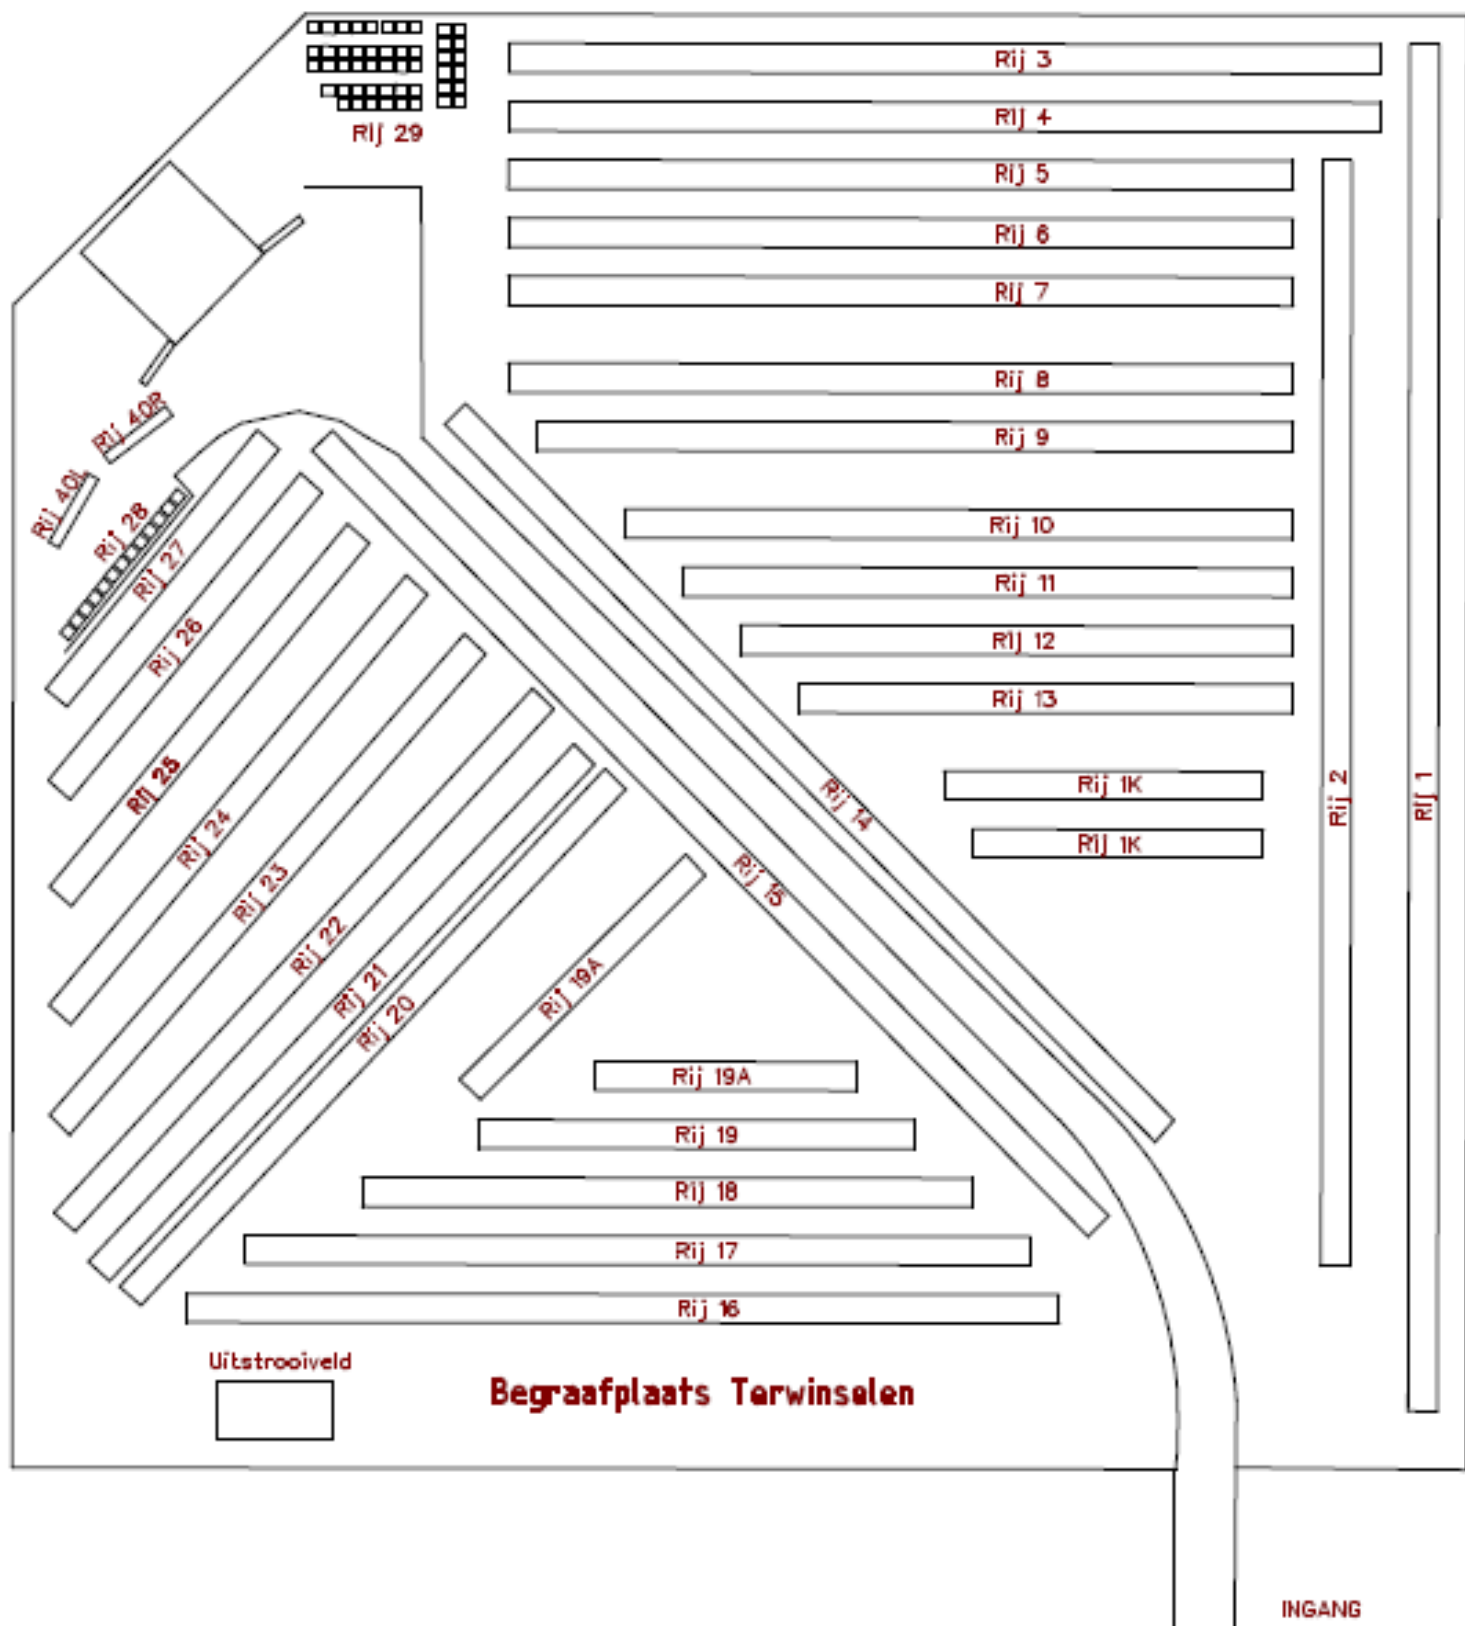 Rij 3
Rij 4
Rij 29
Rij 5
Rij 6
Rij 7
Rij 8
Rij 40R
Rij 9
Rij 40L
Rij 28
Rij 10
Rij 27
Rij 11
Rij 26
Rij 12
Rij 13
Rij 25
Rij 1K
Rij 14
Rij 2
Rij 1
Rij 24
Rij 1K
Rij 23
Rij 15
Rij 22
Rij 21
Rij 19A
Rij 20
Rij 19A
Rij 19
Rij 18
Rij 17
Rij 16
Uitstrooiveld
Begraafplaats Terwinselen
INGANG